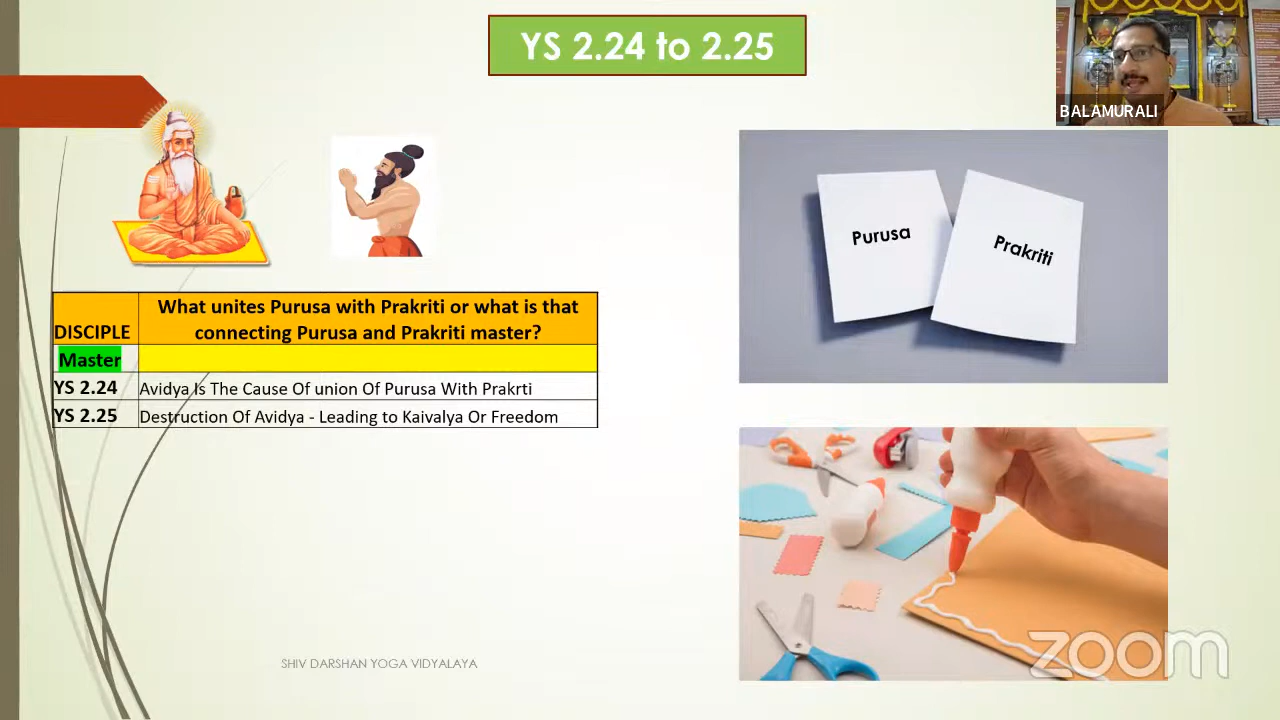 YS 2.24 to 2.25
BALAMURALI
Purusa
Prakriti
What unites Purusa with Prakriti or what is that
DISCIPLE connecting Purusa and Prakriti master?
Master
YS 2.24 Avidya Is The Cause Of union Of Purusa With Prakrti
YS 2.25 Destruction Of Avidya - Leading to Kaivalya Or Freedom
SHIV DARSHAN YOGA VIDYALAYA
zoom